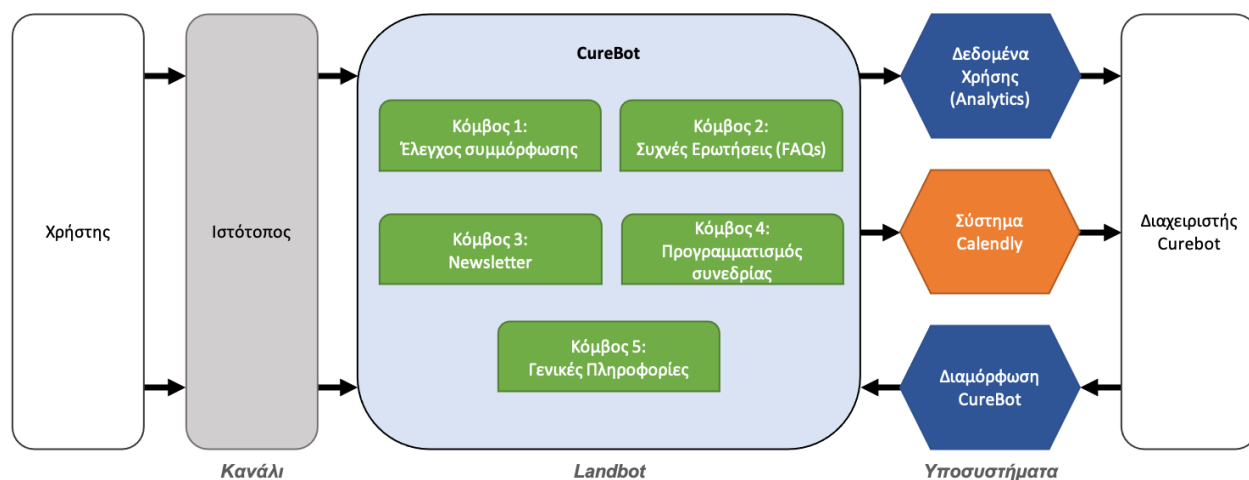 CureBot
Κόμβος 1:
Έλεγχος συμμόρφωσης
Κόμβος 2:
Συχνές Ερωτήσεις (FAQs)
Κόμβος 3:
Newsletter
Κόμβος 4:
Προγραμματισμός
συνεδρίας
Κόμβος 5:
Γενικές Πληροφορίες
Χρήστης
Ιστότοπος
Δεδομένα
Χρήσης
(Analytics)
Σύστημα
Calendly
Διαμόρφωση
CureBot
Διαχειριστής
Curebot
Κανάλι
Landbot
Υποσυστήματα